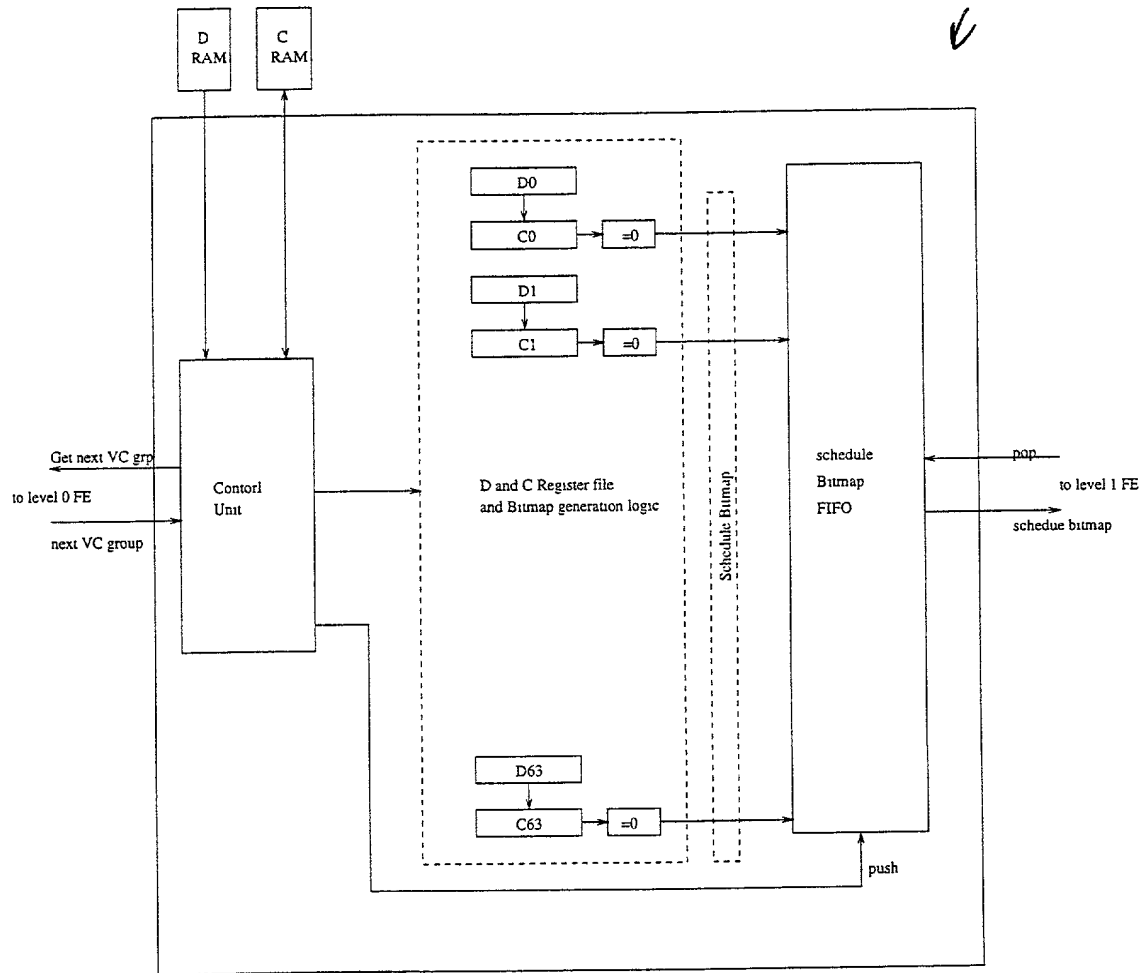 D
RAM
C
RAM
D0
C0
=0
D1
C1
=0
Get next VC grp
to level 0 FE
next VC group
Contorl
Unit
D and C Register file
and Bitmap generation logic
Schedule Bitmap
schedule
Bitmap
FIFO
pop
to level 1 FE
schedue bitmap
D63
C63
=0
push